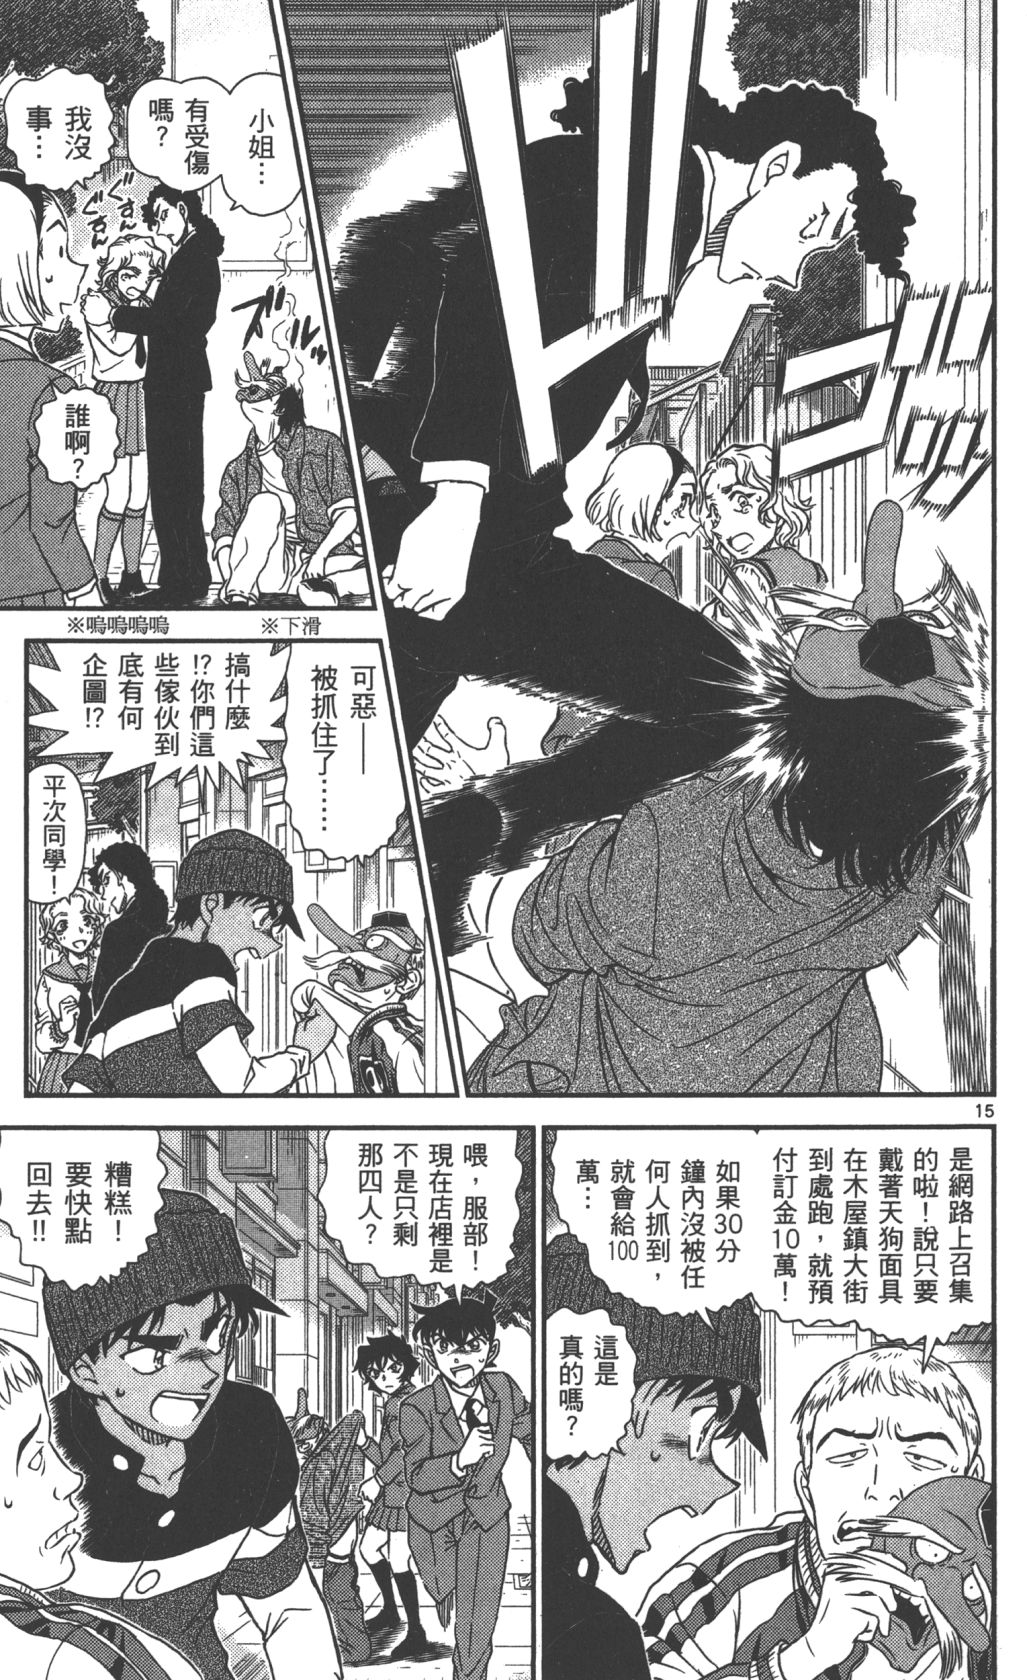 ドゴッ
小姐…
有受傷
嗎？
我沒
事…
ぐすん
ぐすん
ズルル
誰啊？
※嗚嗚嗚嗚
※下滑
可惡──
被抓住了……
搞什麼
!?你們這
些傢伙到
底有何
企圖!?
平次同學！
15
是網路上召集
的啦！說只要
戴著天狗面具
在木屋鎮大街
到處跑，就預
付訂金10萬！
如果30分
鐘內沒被任
何人抓到，
就會給100
萬…
這是
真的嗎？
喂，服部！
現在店裡是
不是只剩
那四人？
糟糕！
要快點
回去!!